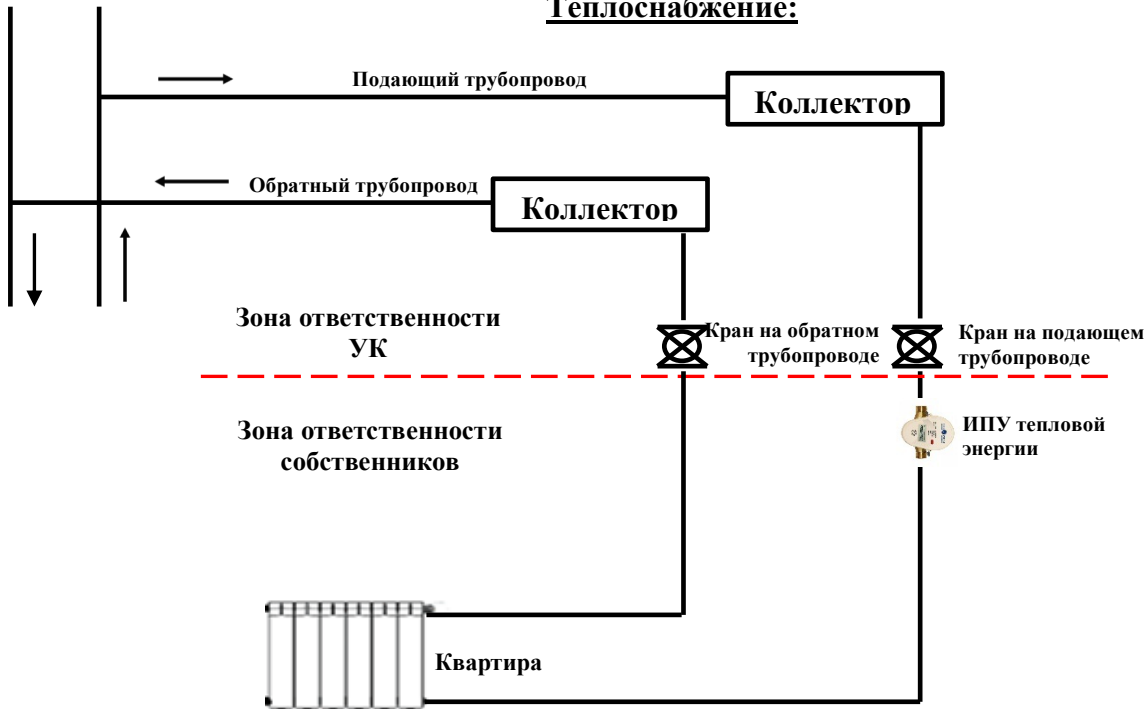 Теплоснабжение:
Подающий трубопровод
Коллектор
Обратный трубопровод
Коллектор
Зона ответственности
УК
Кран на обратном
трубопроводе
Кран на подающем
трубопроводе
Зона ответственности
собственников
ИПУ тепловой
энергии
Квартира